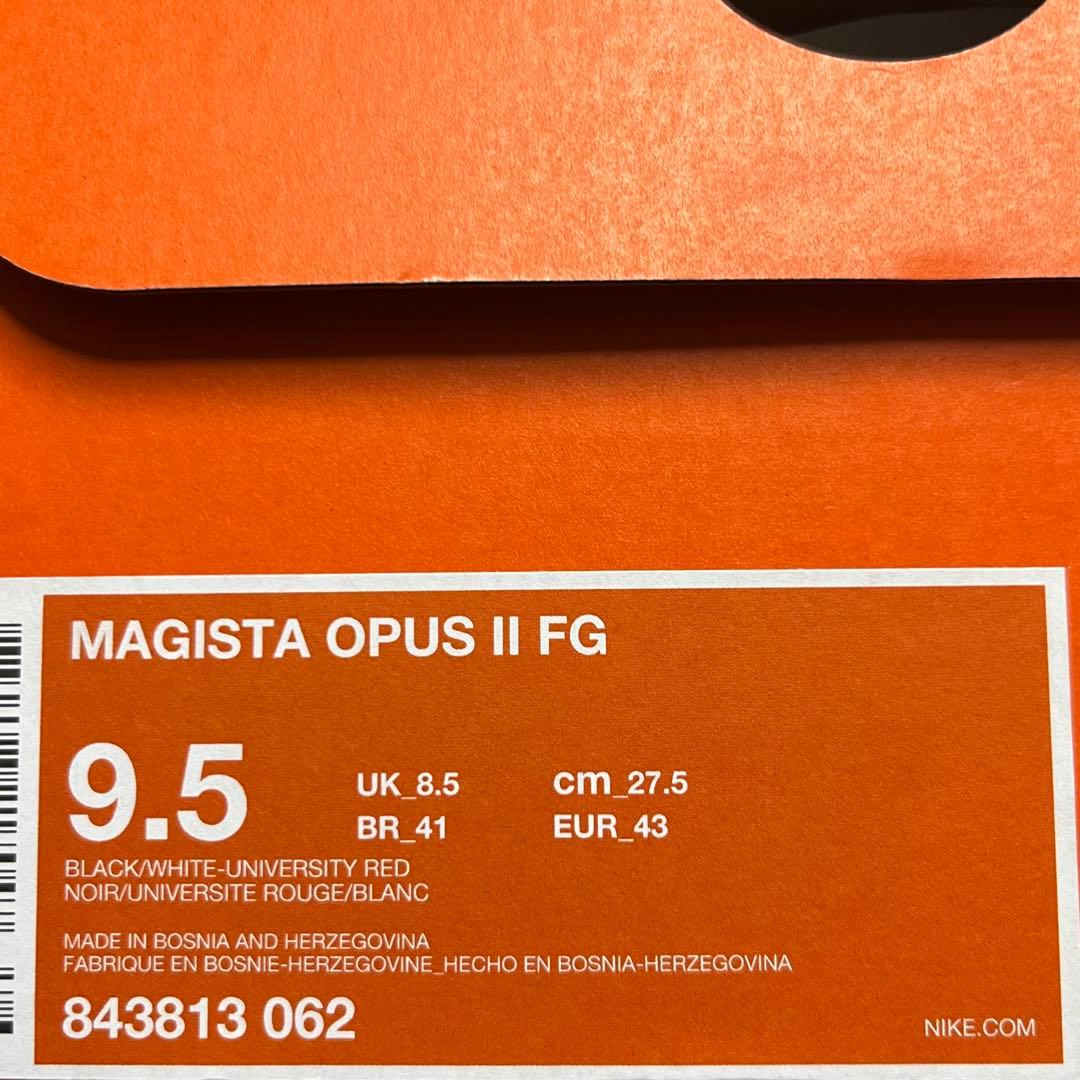 MAGISTA OPUS II FG
9.5
UK_8.5 cm_27.5
BR_41 EUR_43
BLACK/WHITE-UNIVERSITY RED
NOIR/UNIVERSITE ROUGE/BLANC
MADE IN BOSNIA AND HERZEGOVINA
FABRIQUE EN BOSNIE-HERZEGOVINE_HECHO EN BOSNIA-HERZEGOVINA
843813 062 NIKE.COM